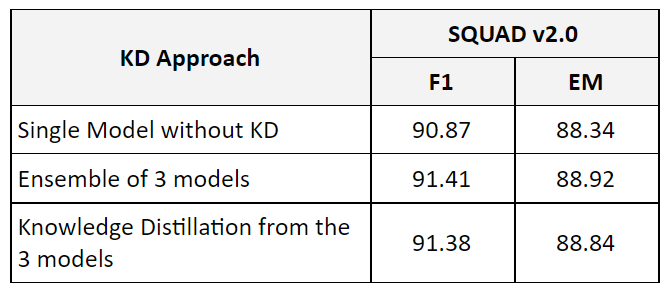 KD Approach
SQUAD v2.0
F1
EM
Single Model without KD
90.87
88.34
Ensemble of 3 models
91.41
88.92
Knowledge Distillation from the
3 models
91.38
88.84